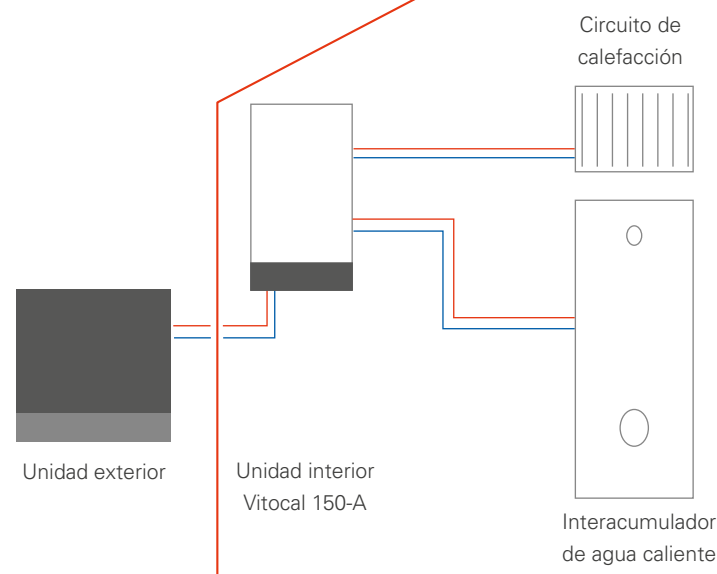 Circuito de
calefacción
Unidad exterior
Unidad interior
Vitocal 150-A
Interacumulador
de agua caliente